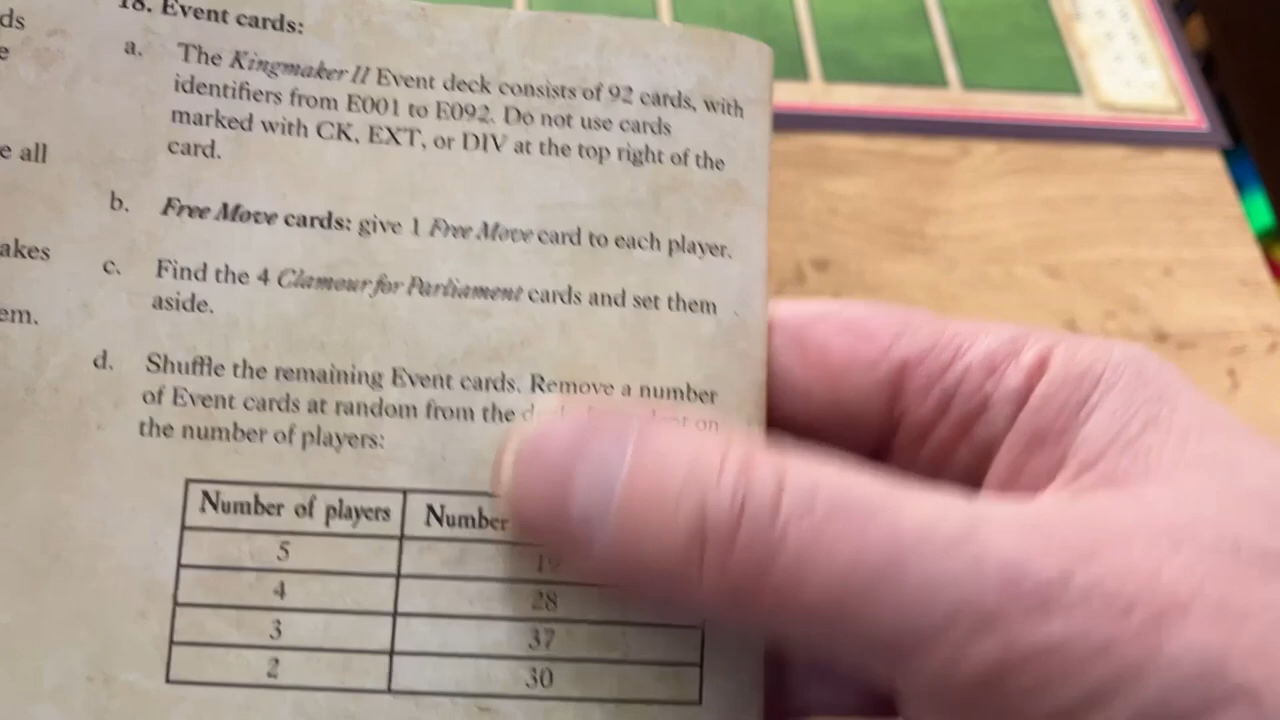 ds
e
e all
akes
em.
18. Event cards:
a. The Kingmaker II Event deck consists of 92 cards, with
identifiers from E001 to E092. Do not use cards
marked with CK, EXT, or DIV at the top right of the
card.
b. Free Move cards: give 1 Free Move card to each player.
c. Find the 4 Clamour for Parliament cards and set them
aside.
d. Shuffle the remaining Event cards. Remove a number
of Event cards at random from the
the number of players:
Number of players Number
5
4 28
3 37
2 30